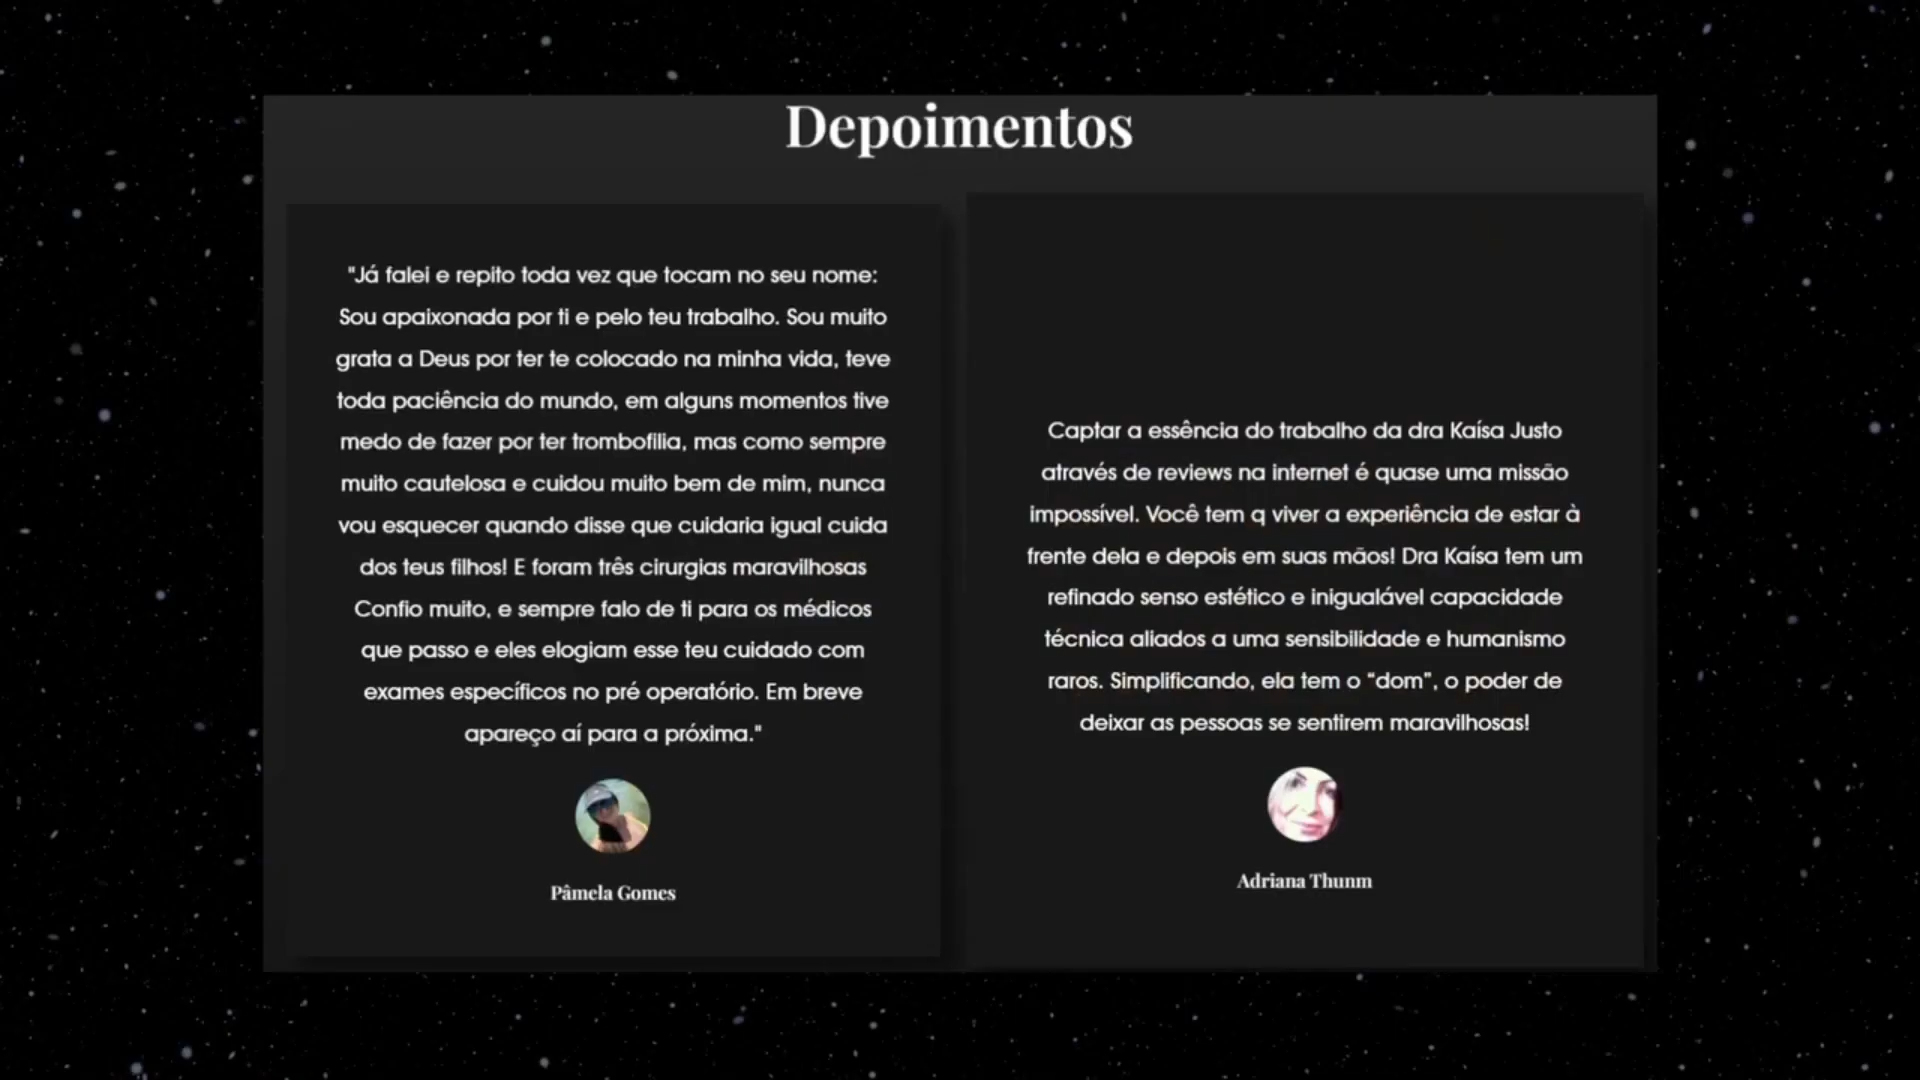 Depoimentos
"Já falei e repito toda vez que tocam no seu nome:
Sou apaixonada por ti e pelo teu trabalho. Sou muito
grata a Deus por ter te colocado na minha vida, teve
toda paciência do mundo, em alguns momentos tive
medo de fazer por ter trombofilia, mas como sempre
muito cautelosa e cuidou muito bem de mim, nunca
vou esquecer quando disse que cuidaria igual cuida
dos teus filhos! E foram três cirurgias maravilhosas
Confio muito, e sempre falo de ti para os médicos
que passo e eles elogiam esse teu cuidado com
exames específicos no pré operatório. Em breve
apareço aí para a próxima."
Pâmela Gomes
Captar a essência do trabalho da dra Kaísa Justo
através de reviews na internet é quase uma missão
impossível. Você tem q viver a experiência de estar à
frente dela e depois em suas mãos! Dra Kaísa tem um
refinado senso estético e inigualável capacidade
técnica aliados a uma sensibilidade e humanismo
raros. Simplificando, ela tem o “dom”, o poder de
deixar as pessoas se sentirem maravilhosas!
Adriana Thunm